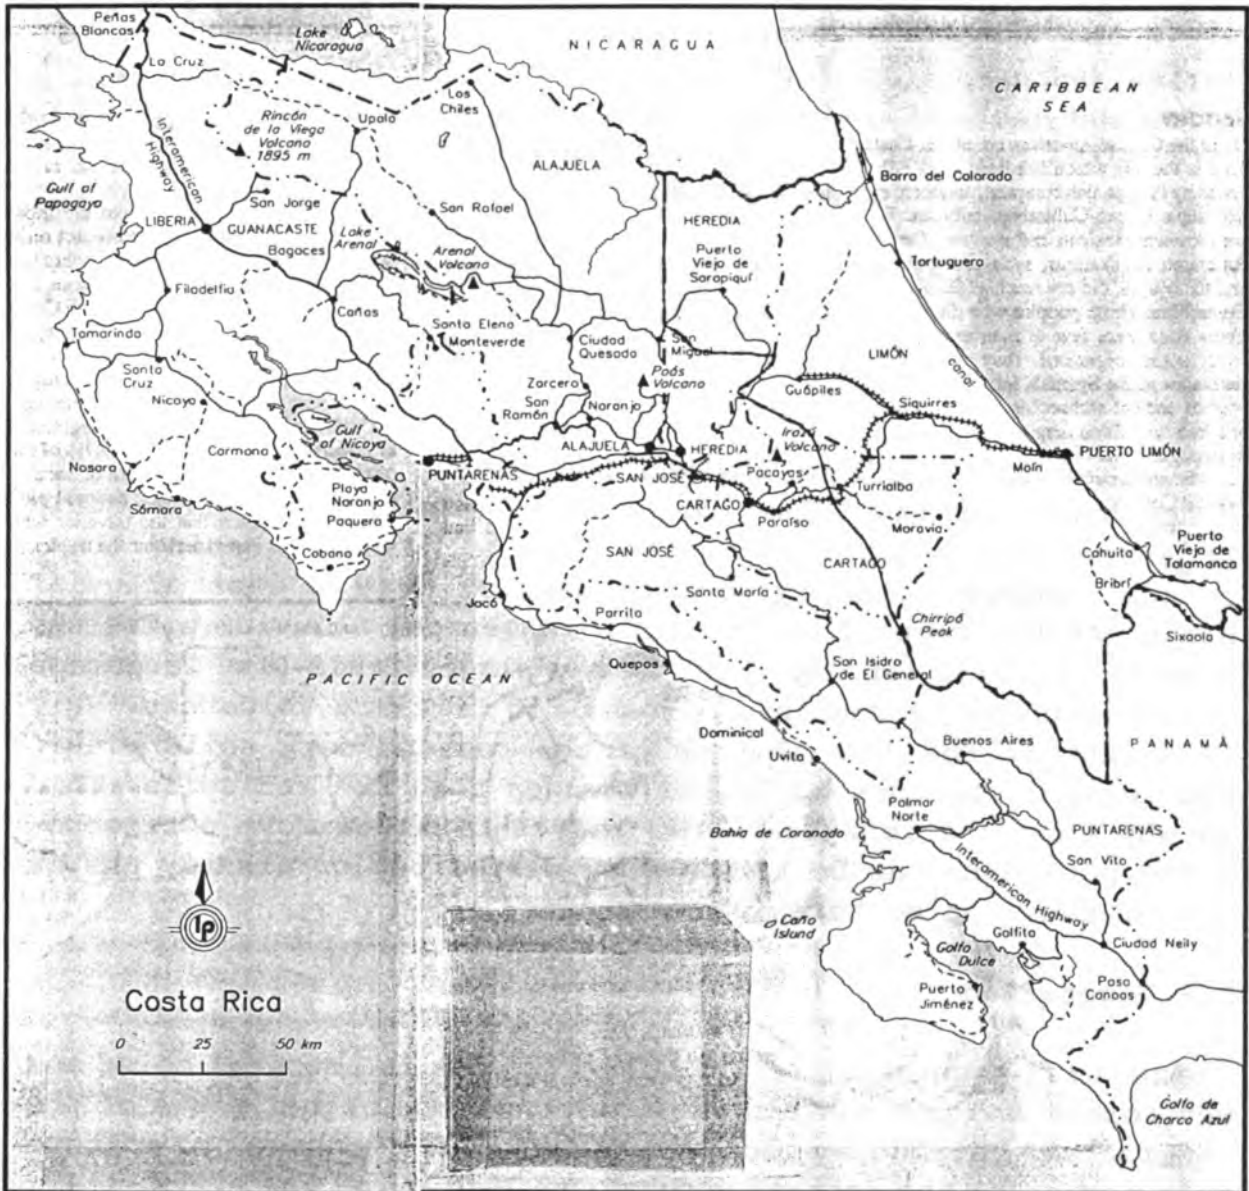 Peñas
Blancas
Lake
Nicaragua
NICARAGUA
La Cruz
Los
Chiles
CARIBBEAN
SEA
Rincón
de la Vieja
Volcano
1895 m
Upala
Interamerican
Highway
ALAJUELA
Barra del Colorado
Gulf of
Papagayo
San Jorge
San Rafael
HEREDIA
LIBERIA
GUANACASTE
Lake
Arenal
Arenal
Volcano
Puerto
Viejo de
Sarapiquí
Tortuguero
Bagaces
Filadelfia
Cañas
Tamarindo
Santa Elena
Monteverde
Ciudad
Quesada
San
Miguel
LIMÓN
canal
Santa
Cruz
Nicoya
Zarcero
Poás
Volcano
Guápiles
Siquirres
San
Ramón
Naranjo
Gulf
of Nicoya
Carmona
ALAJUELA
HEREDIA
Irazú
Volcano
Moín
PUERTO LIMÓN
Nosara
PUNTARENAS
SAN JOSÉ
Pacayas
Turrialba
Playa
Naranjo
CARTAGO
Paraíso
Sámara
Paquera
Moravia
Cobano
SAN JOSÉ
CARTAGO
Cahuita
Puerto
Viejo de
Talamanca
Bribrí
Santa María
Jacó
Parrita
Chirripó
Peak
Sixaola
Quepos
San Isidro
de El General
PACIFIC OCEAN
Dominical
Buenos Aires
PANAMÁ
Uvita
Palmar
Norte
Bahía de Coronado
PUNTARENAS
San Vito
Interamerican Highway
Caño
Island
Golfito
Ciudad Neily
Golfo
Dulce
Puerto
Jiménez
Paso
Canoas
lp
Costa Rica
0 25 50 km
Golfo de
Charco Azul